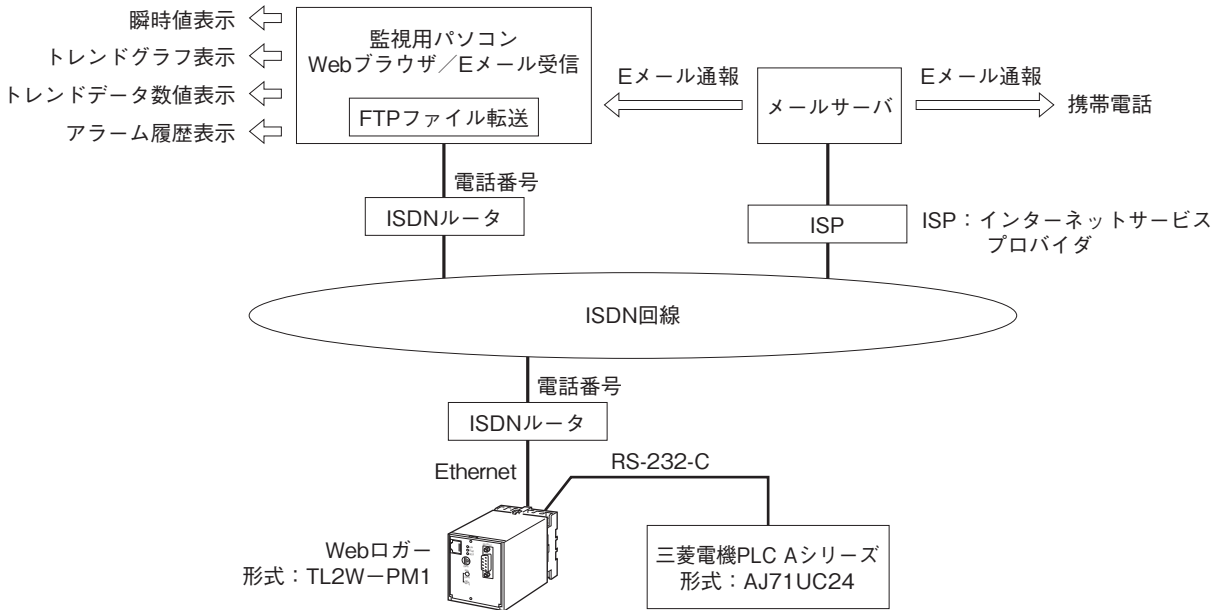 瞬時値表示
トレンドグラフ表示
トレンドデータ数値表示
アラーム履歴表示
監視用パソコン
Webブラウザ／Eメール受信
FTPファイル転送
Eメール通報
メールサーバ
Eメール通報
携帯電話
電話番号
ISDNルータ
ISP
ISP：インターネットサービス
プロバイダ
ISDN回線
電話番号
ISDNルータ
Ethernet
RS-232-C
Webロガー
形式：TL2W－PM1
三菱電機PLC Aシリーズ
形式：AJ71UC24